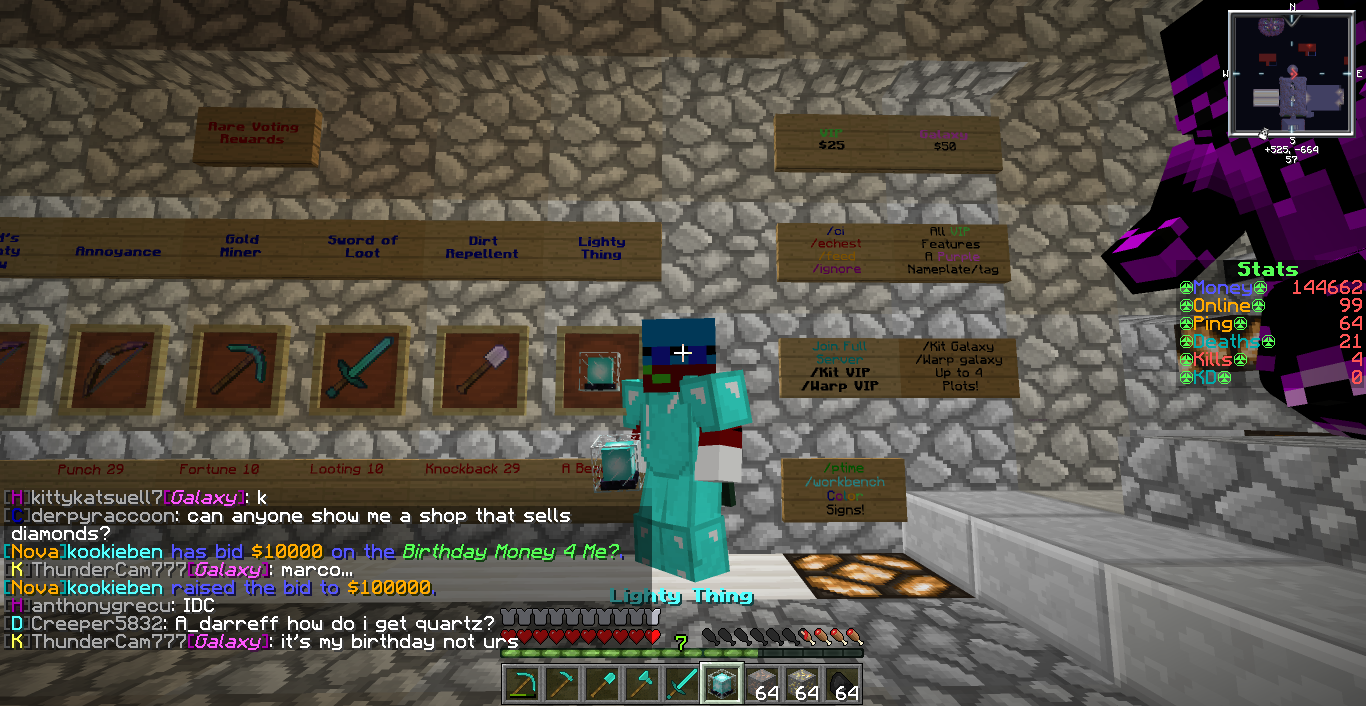 N
W
E
S
+525, -664
57
Rare Voting
Rewards
VIP
$25
$50
Annoyance
Gold
Miner
Sword of
Loot
Dirt
Repellent
Lighty
Thing
/ci
/echest
/feed
/ignore
All VIP
Features
A Purple
Nameplate/tag
Join Full
Server
/Kit VIP
/Warp VIP
/Kit Galaxy
/Warp galaxy
Up to 4
Plots!
/ptime
/workbench
Color
Signs!
Punch 29
Fortune 10
Looting 10
Knockback 29
A Be
Stats
Money 144662
Online 99
Ping 64
Deaths 21
Kills 4
KD 0
[H]kittykatswell7[Galaxy]: k
[C]derpyraccoon: can anyone show me a shop that sells
diamonds?
[Nova]kookieben has bid $10000 on the Birthday Money 4 Me?.
[K]ThunderCam777[Galaxy]: marco...
[Nova]kookieben raised the bid to $100000.
[H]anthonygrecu: IDC
[D]Creeper5832: A_darreff how do i get quartz?
[K]ThunderCam777[Galaxy]: it's my birthday not urs
Lighty Thing
7
64
64
64